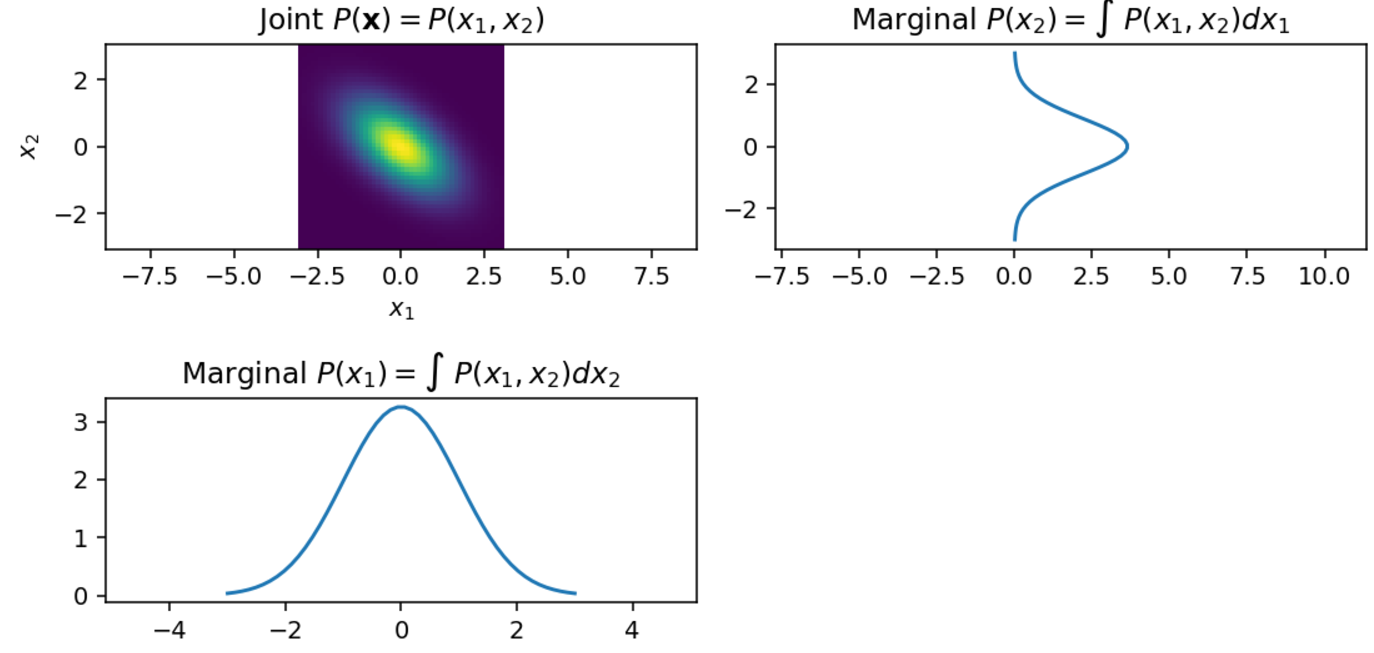 Joint P(x) = P(x₁, x₂)
x₂
2
0
−2
−7.5 −5.0 −2.5 0.0 2.5 5.0 7.5
x₁
Marginal P(x₂) = ∫ P(x₁, x₂)dx₁
2
0
−2
−7.5 −5.0 −2.5 0.0 2.5 5.0 7.5 10.0
Marginal P(x₁) = ∫ P(x₁, x₂)dx₂
3
2
1
0
−4 −2 0 2 4